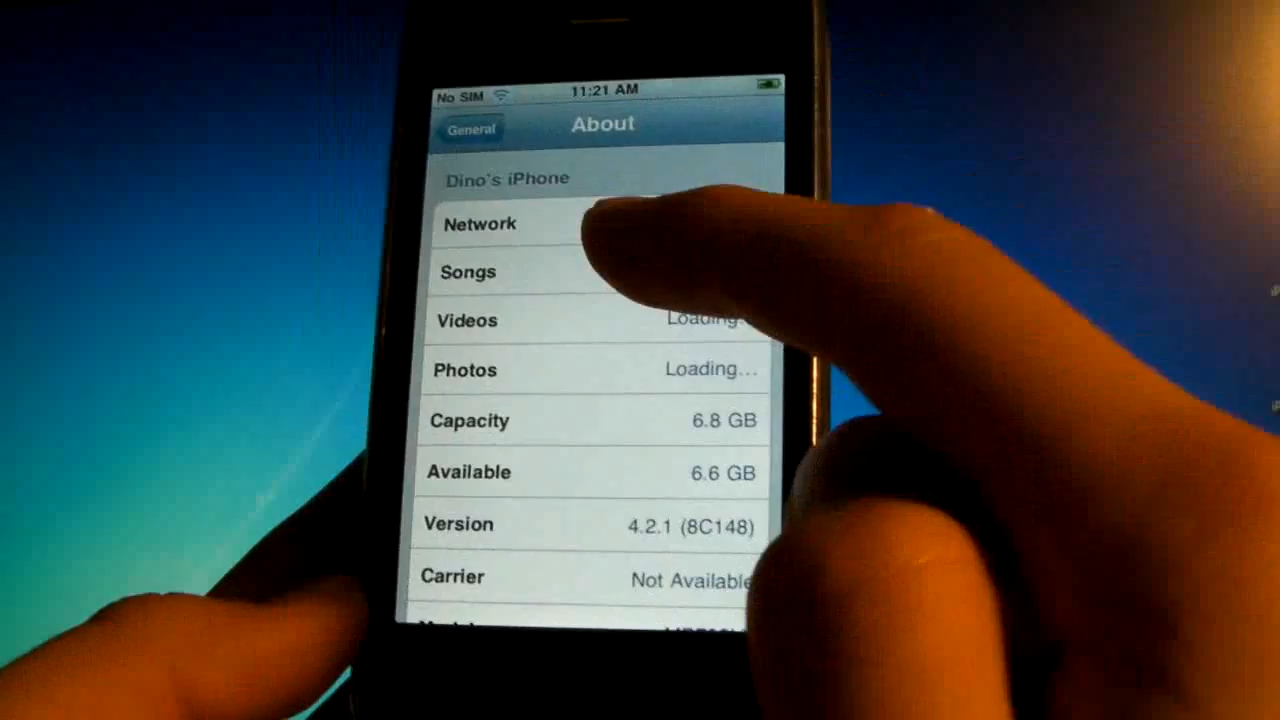 No SIM 11:21 AM
General About
Dino's iPhone
Network
Songs
Videos Loading
Photos Loading...
Capacity 6.8 GB
Available 6.6 GB
Version 4.2.1 (8C148)
Carrier Not Available